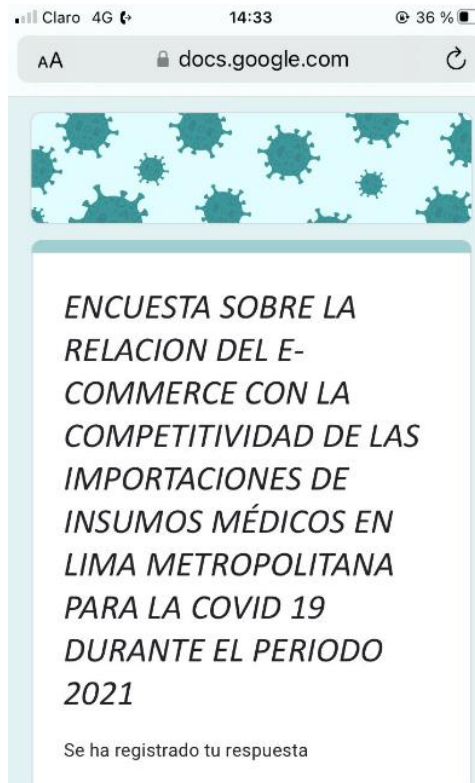 Claro 4G 14:33 36 %
AA docs.google.com
ENCUESTA SOBRE LA
RELACION DEL E-
COMMERCE CON LA
COMPETITIVIDAD DE LAS
IMPORTACIONES DE
INSUMOS MÉDICOS EN
LIMA METROPOLITANA
PARA LA COVID 19
DURANTE EL PERIODO
2021
Se ha registrado tu respuesta